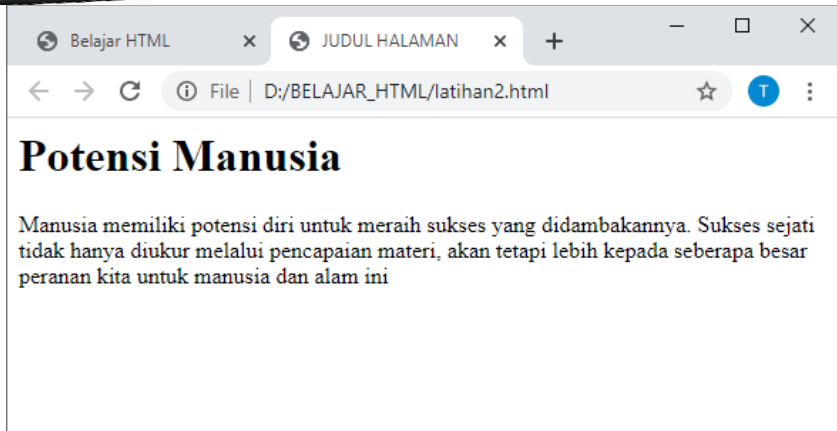 Belajar HTML
JUDUL HALAMAN
File
D:/BELAJAR_HTML/latihan2.html
T
Potensi Manusia
Manusia memiliki potensi diri untuk meraih sukses yang didambakannya. Sukses sejati
tidak hanya diukur melalui pencapaian materi, akan tetapi lebih kepada seberapa besar
peranan kita untuk manusia dan alam ini